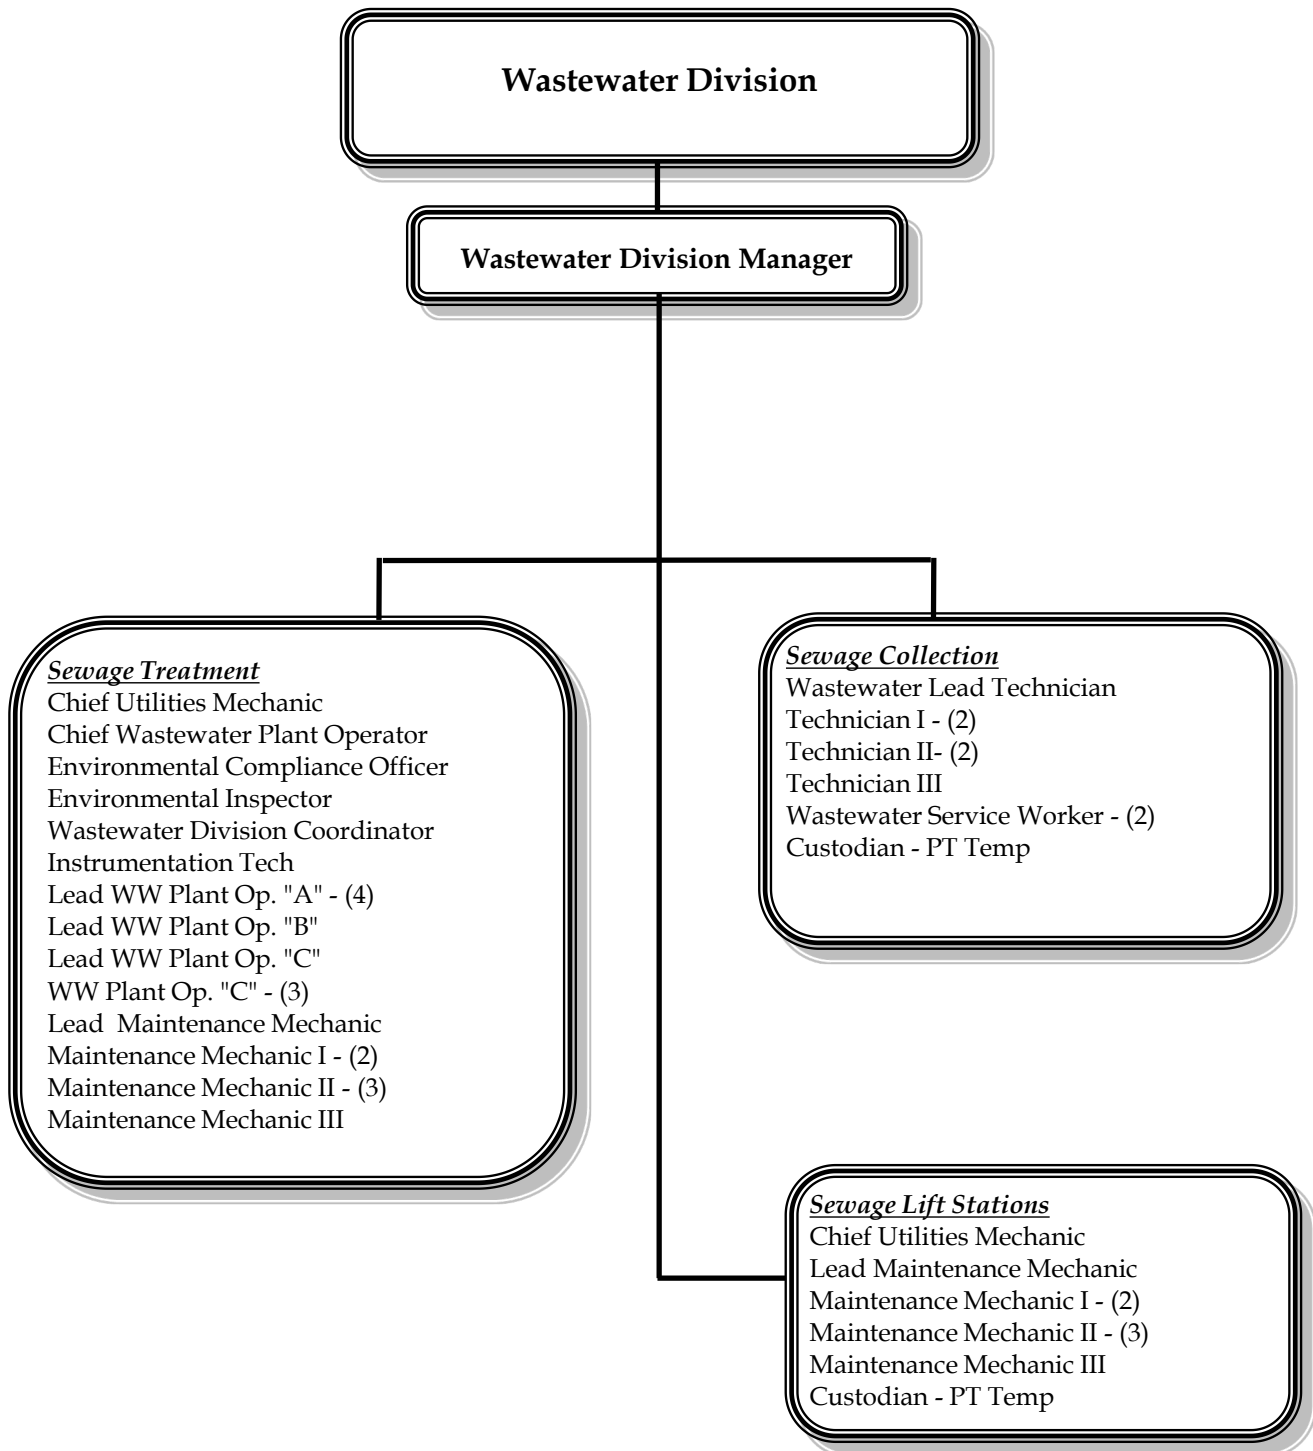 Wastewater Division
Wastewater Division Manager
Sewage Treatment
Chief Utilities Mechanic
Chief Wastewater Plant Operator
Environmental Compliance Officer
Environmental Inspector
Wastewater Division Coordinator
Instrumentation Tech
Lead WW Plant Op. "A" - (4)
Lead WW Plant Op. "B"
Lead WW Plant Op. "C"
WW Plant Op. "C" - (3)
Lead  Maintenance Mechanic
Maintenance Mechanic I - (2)
Maintenance Mechanic II - (3)
Maintenance Mechanic III
Sewage Collection
Wastewater Lead Technician
Technician I - (2)
Technician II- (2)
Technician III
Wastewater Service Worker - (2)
Custodian - PT Temp
Sewage Lift Stations
Chief Utilities Mechanic
Lead Maintenance Mechanic
Maintenance Mechanic I - (2)
Maintenance Mechanic II - (3)
Maintenance Mechanic III
Custodian - PT Temp